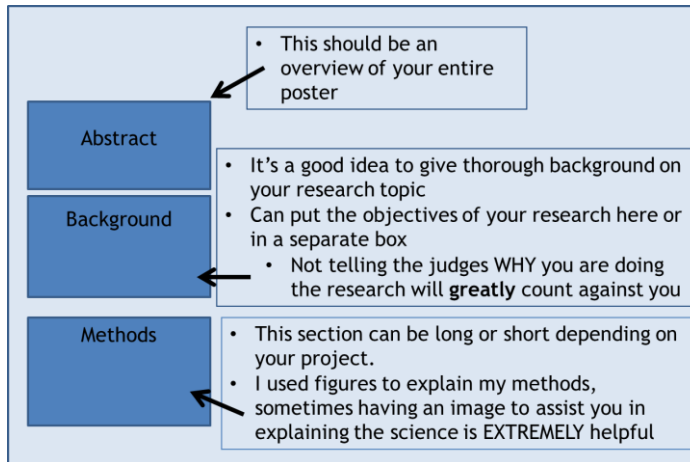 • This should be an
overview of your entire
poster
Abstract
• It's a good idea to give thorough background on
your research topic
• Can put the objectives of your research here or
in a separate box
• Not telling the judges WHY you are doing
the research will greatly count against you
Background
Methods
• This section can be long or short depending on
your project.
• I used figures to explain my methods,
sometimes having an image to assist you in
explaining the science is EXTREMELY helpful